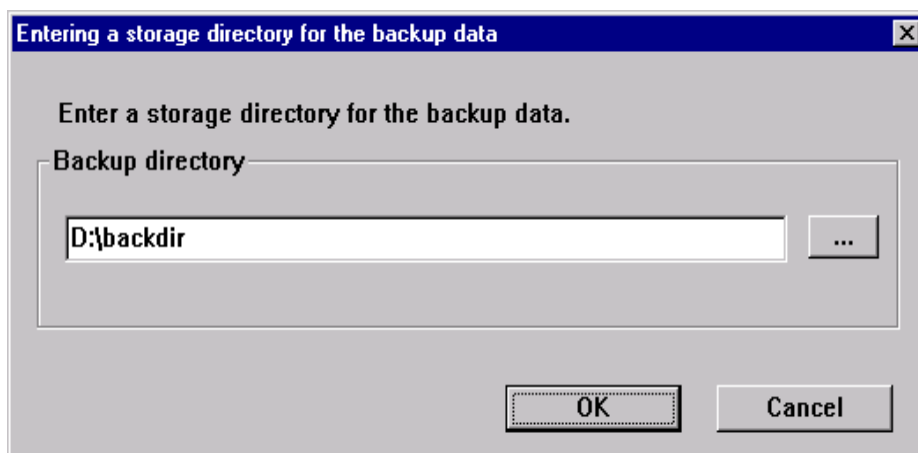 Entering a storage directory for the backup data
Enter a storage directory for the backup data.
Backup directory
D:\backdir
...
OK
Cancel